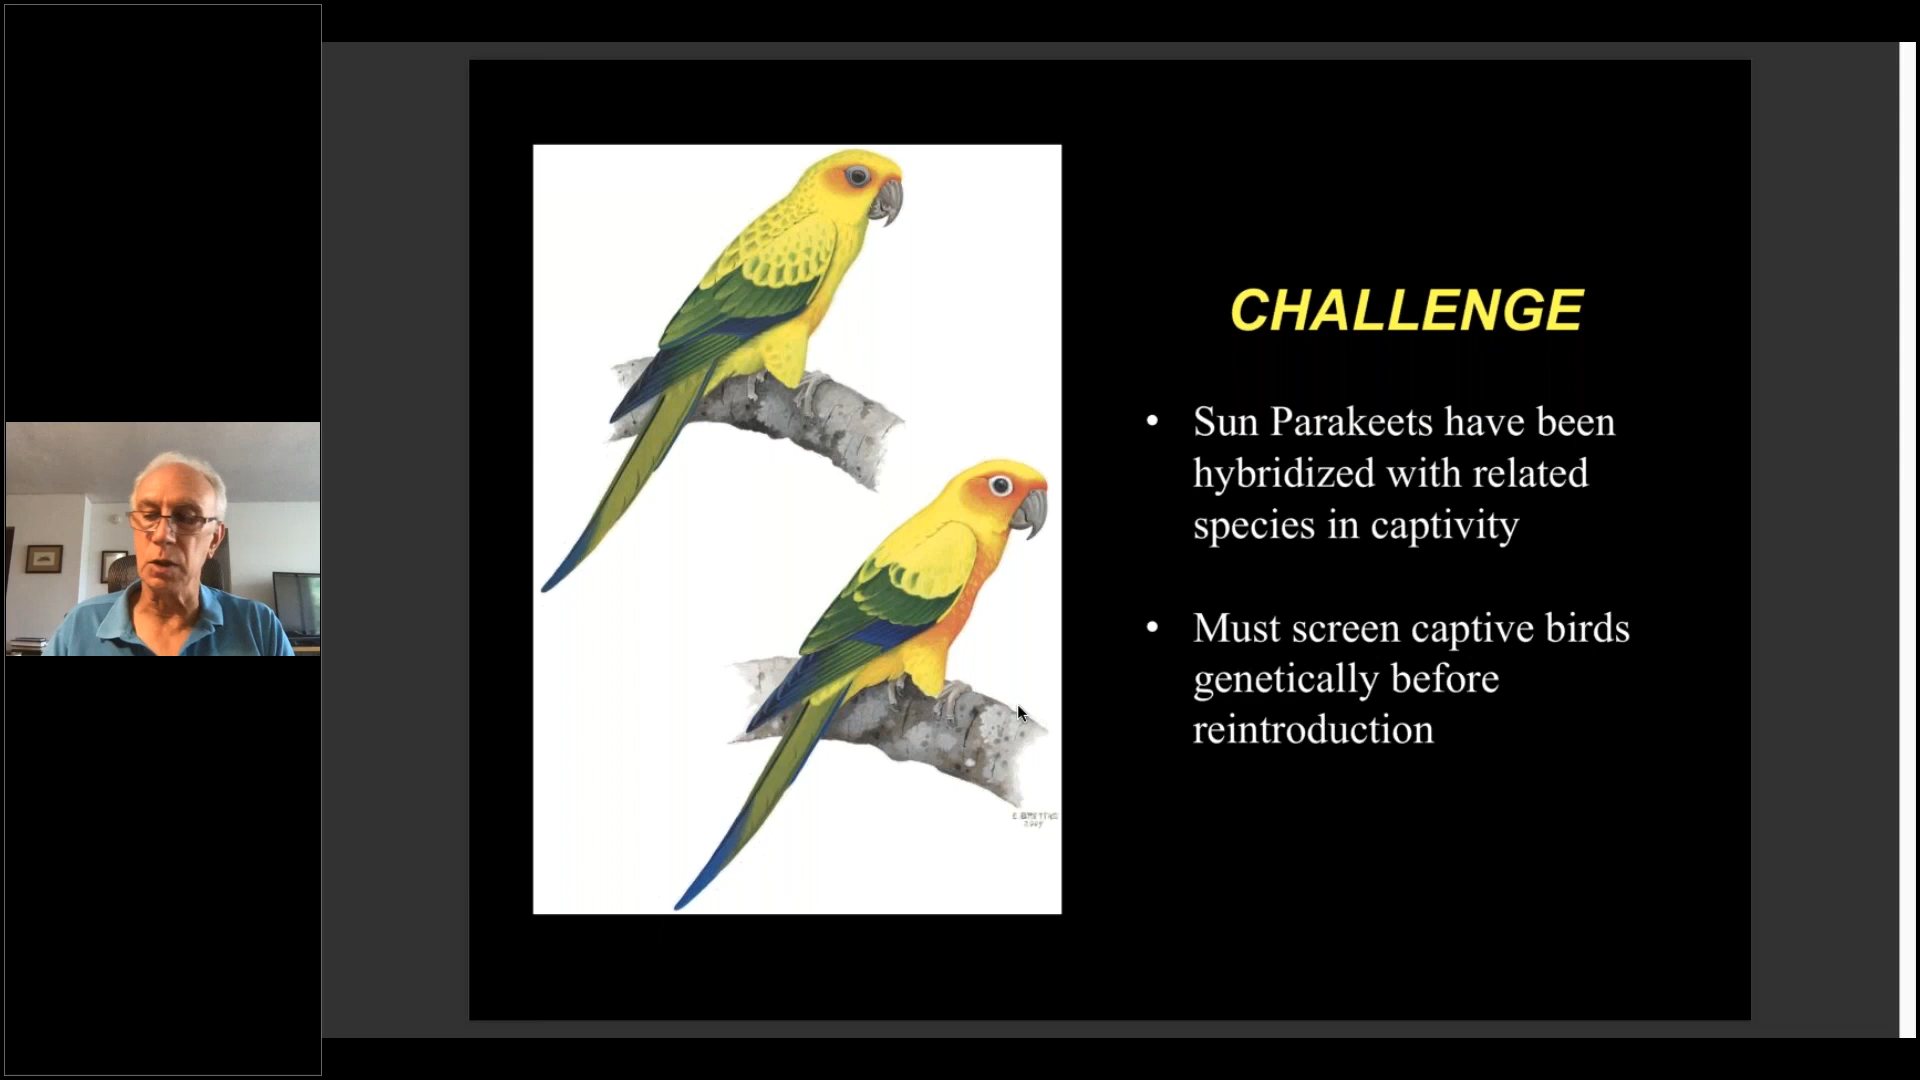 CHALLENGE
• Sun Parakeets have been
hybridized with related
species in captivity
• Must screen captive birds
genetically before
reintroduction